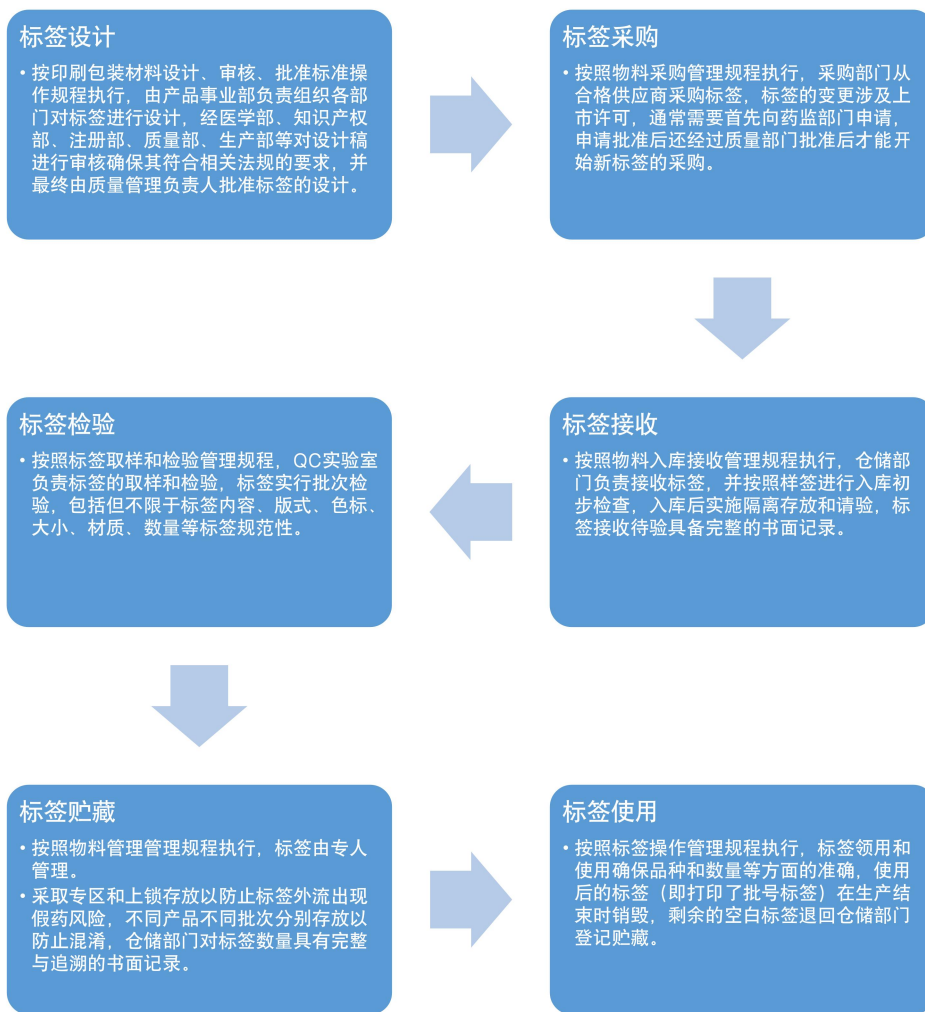 标签设计
• 按印刷包装材料设计、审核、批准标准操
作规程执行，由产品事业部负责组织各部
门对标签进行设计，经医学部、知识产权
部、注册部、质量部、生产部等对设计稿
进行审核确保其符合相关法规的要求，并
最终由质量管理负责人批准标签的设计。
标签采购
• 按照物料采购管理规程执行，采购部门从
合格供应商采购标签，标签的变更涉及上
市许可，通常需要首先向药监部门申请，
申请批准后还经过质量部门批准后才能开
始新标签的采购。
标签接收
• 按照物料入库接收管理规程执行，仓储部
门负责接收标签，并按照样签进行入库初
步检查，入库后实施隔离存放和请验，标
签接收待验具备完整的书面记录。
标签检验
• 按照标签取样和检验管理规程，QC实验室
负责标签的取样和检验，标签实行批次检
验，包括但不限于标签内容、版式、色标、
大小、材质、数量等标签规范性。
标签贮藏
• 按照物料管理管理规程执行，标签由专人
管理。
• 采取专区和上锁存放以防止标签外流出现
假药风险，不同产品不同批次分别存放以
防止混淆，仓储部门对标签数量具有完整
与追溯的书面记录。
标签使用
• 按照标签操作管理规程执行，标签领用和
使用确保品种和数量等方面的准确，使用
后的标签（即打印了批号标签）在生产结
束时销毁，剩余的空白标签退回仓储部门
登记贮藏。